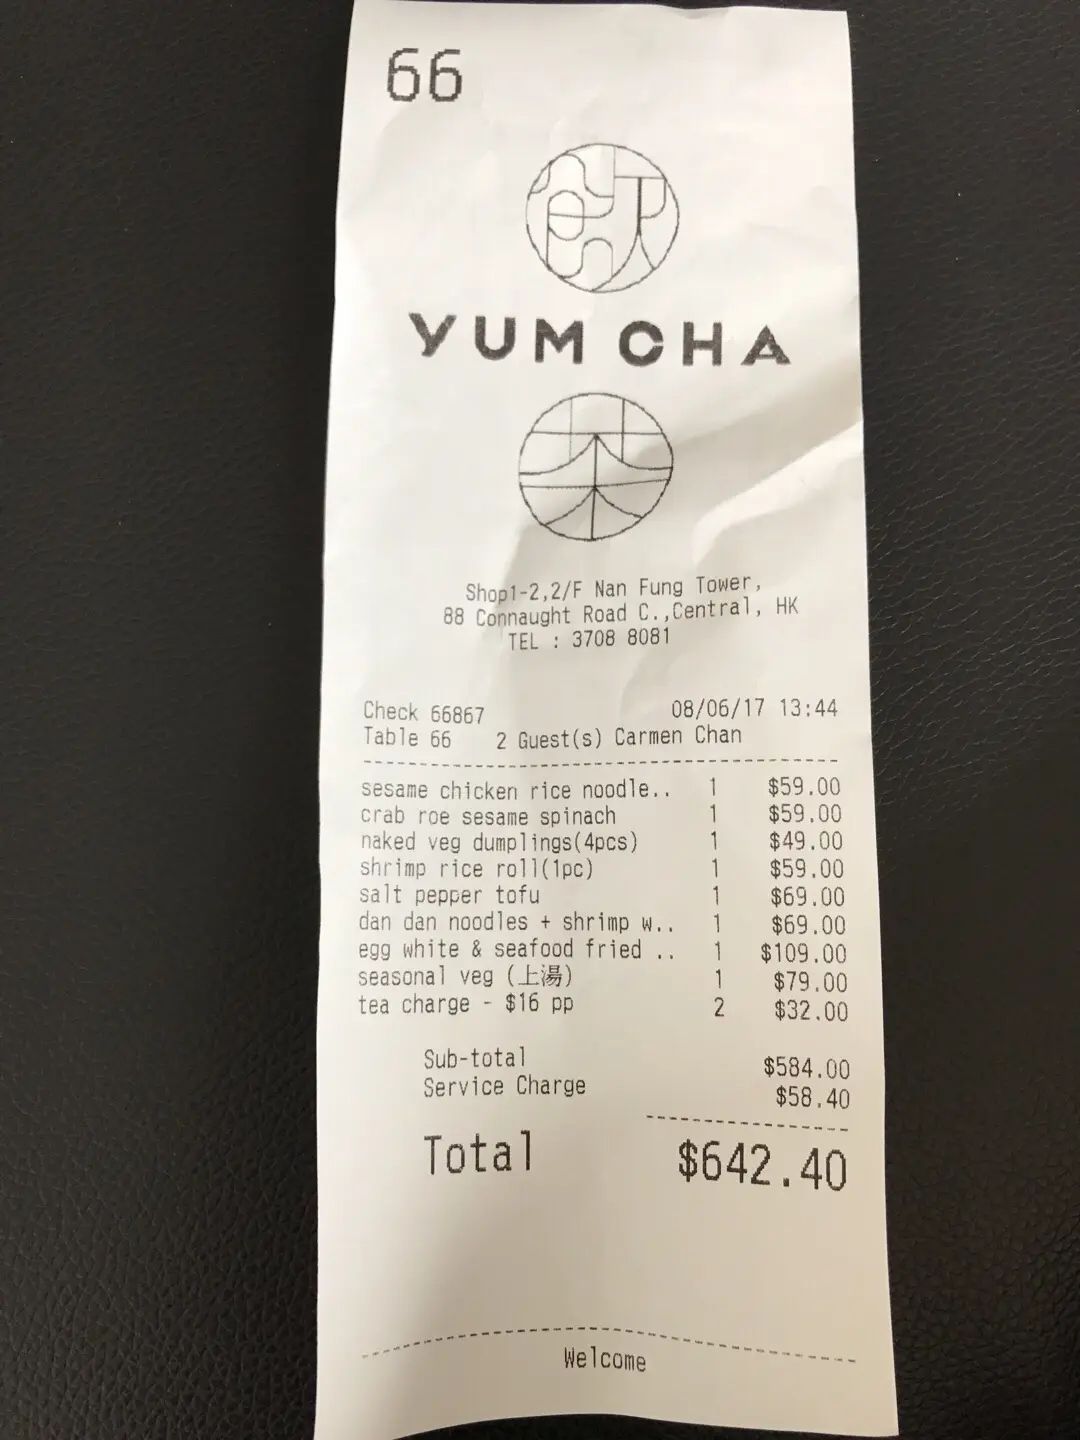 66
飲
YUM CHA
茶
Shop1-2,2/F Nan Fung Tower,
88 Connaught Road C.,Central, HK
TEL : 3708 8081
Check 66867 08/06/17 13:44
Table 66 2 Guest(s) Carmen Chan
sesame chicken rice noodle.. 1 $59.00
crab roe sesame spinach 1 $59.00
naked veg dumplings(4pcs) 1 $49.00
shrimp rice roll(1pc) 1 $59.00
salt pepper tofu 1 $69.00
dan dan noodles + shrimp w.. 1 $69.00
egg white & seafood fried .. 1 $109.00
seasonal veg (上湯) 1 $79.00
tea charge - $16 pp 2 $32.00
Sub-total $584.00
Service Charge $58.40
Total $642.40
Welcome